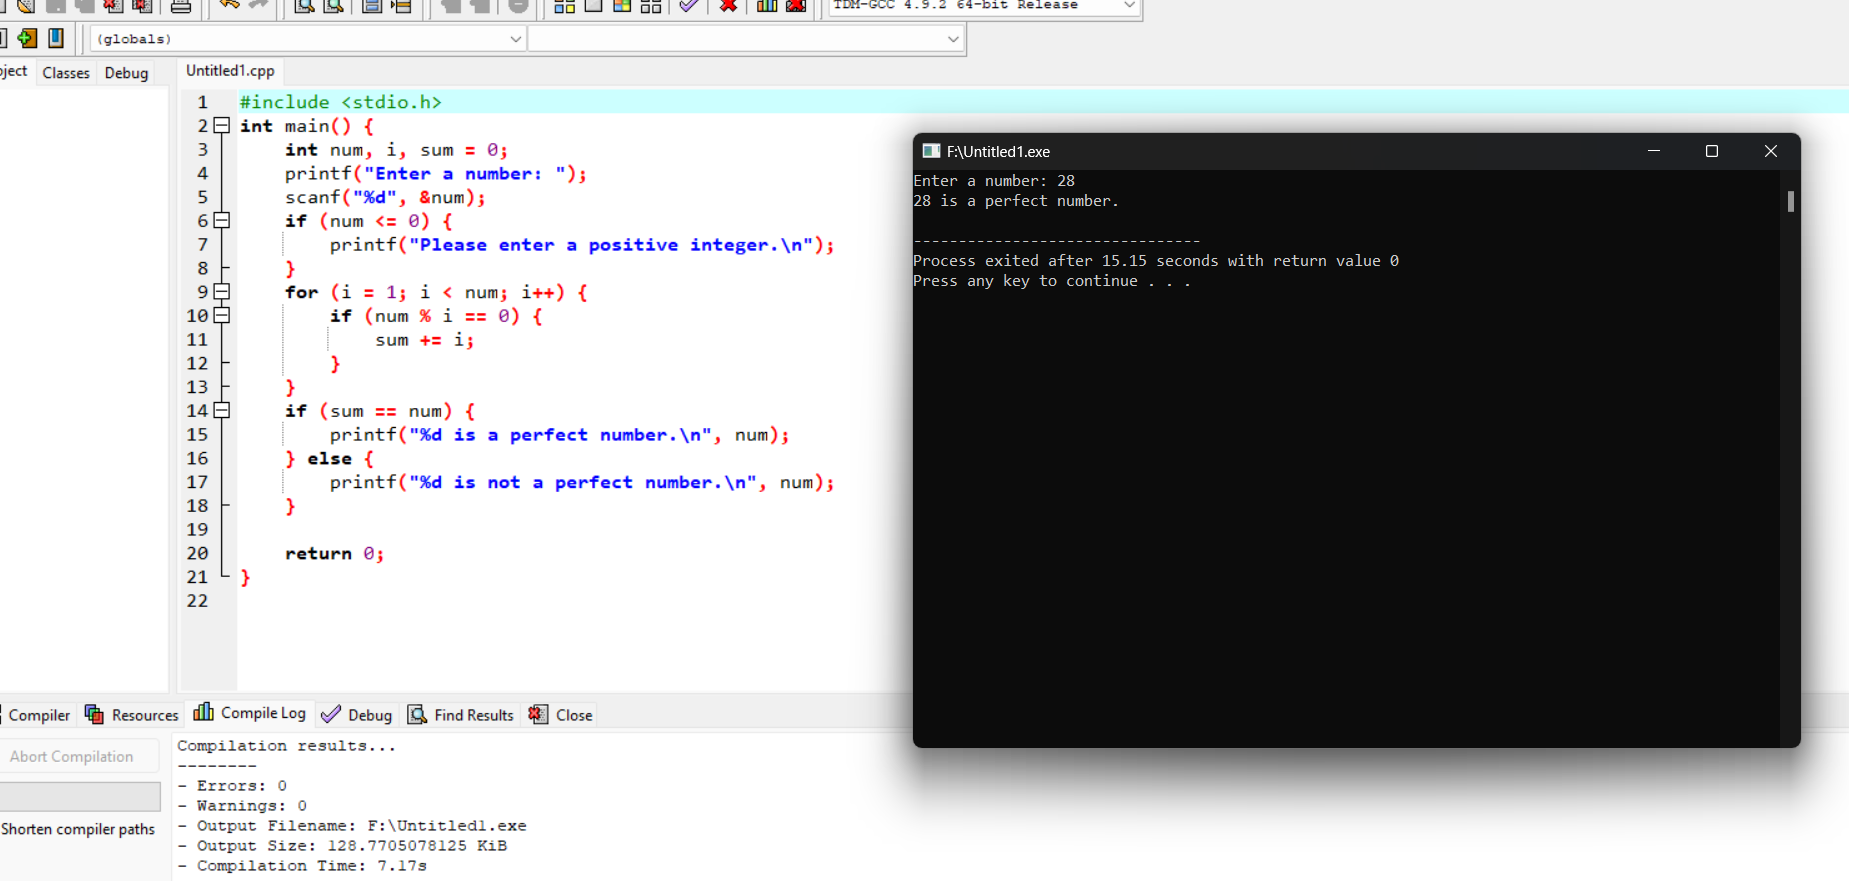 TDM-GCC 4.9.2 64-bit Release
(globals)
Classes Debug
Untitled1.cpp
1 #include <stdio.h>
2 int main() {
3     int num, i, sum = 0;
4     printf("Enter a number: ");
5     scanf("%d", &num);
6     if (num <= 0) {
7         printf("Please enter a positive integer.\n");
8     }
9     for (i = 1; i < num; i++) {
10         if (num % i == 0) {
11             sum += i;
12         }
13     }
14     if (sum == num) {
15         printf("%d is a perfect number.\n", num);
16     } else {
17         printf("%d is not a perfect number.\n", num);
18     }
19
20     return 0;
21 }
22
F:\Untitled1.exe
Enter a number: 28
28 is a perfect number.
--------------------------------
Process exited after 15.15 seconds with return value 0
Press any key to continue . . .
Compiler Resources Compile Log Debug Find Results Close
Abort Compilation
Shorten compiler paths
Compilation results...
--------
- Errors: 0
- Warnings: 0
- Output Filename: F:\Untitled1.exe
- Output Size: 128.7705078125 KiB
- Compilation Time: 7.17s